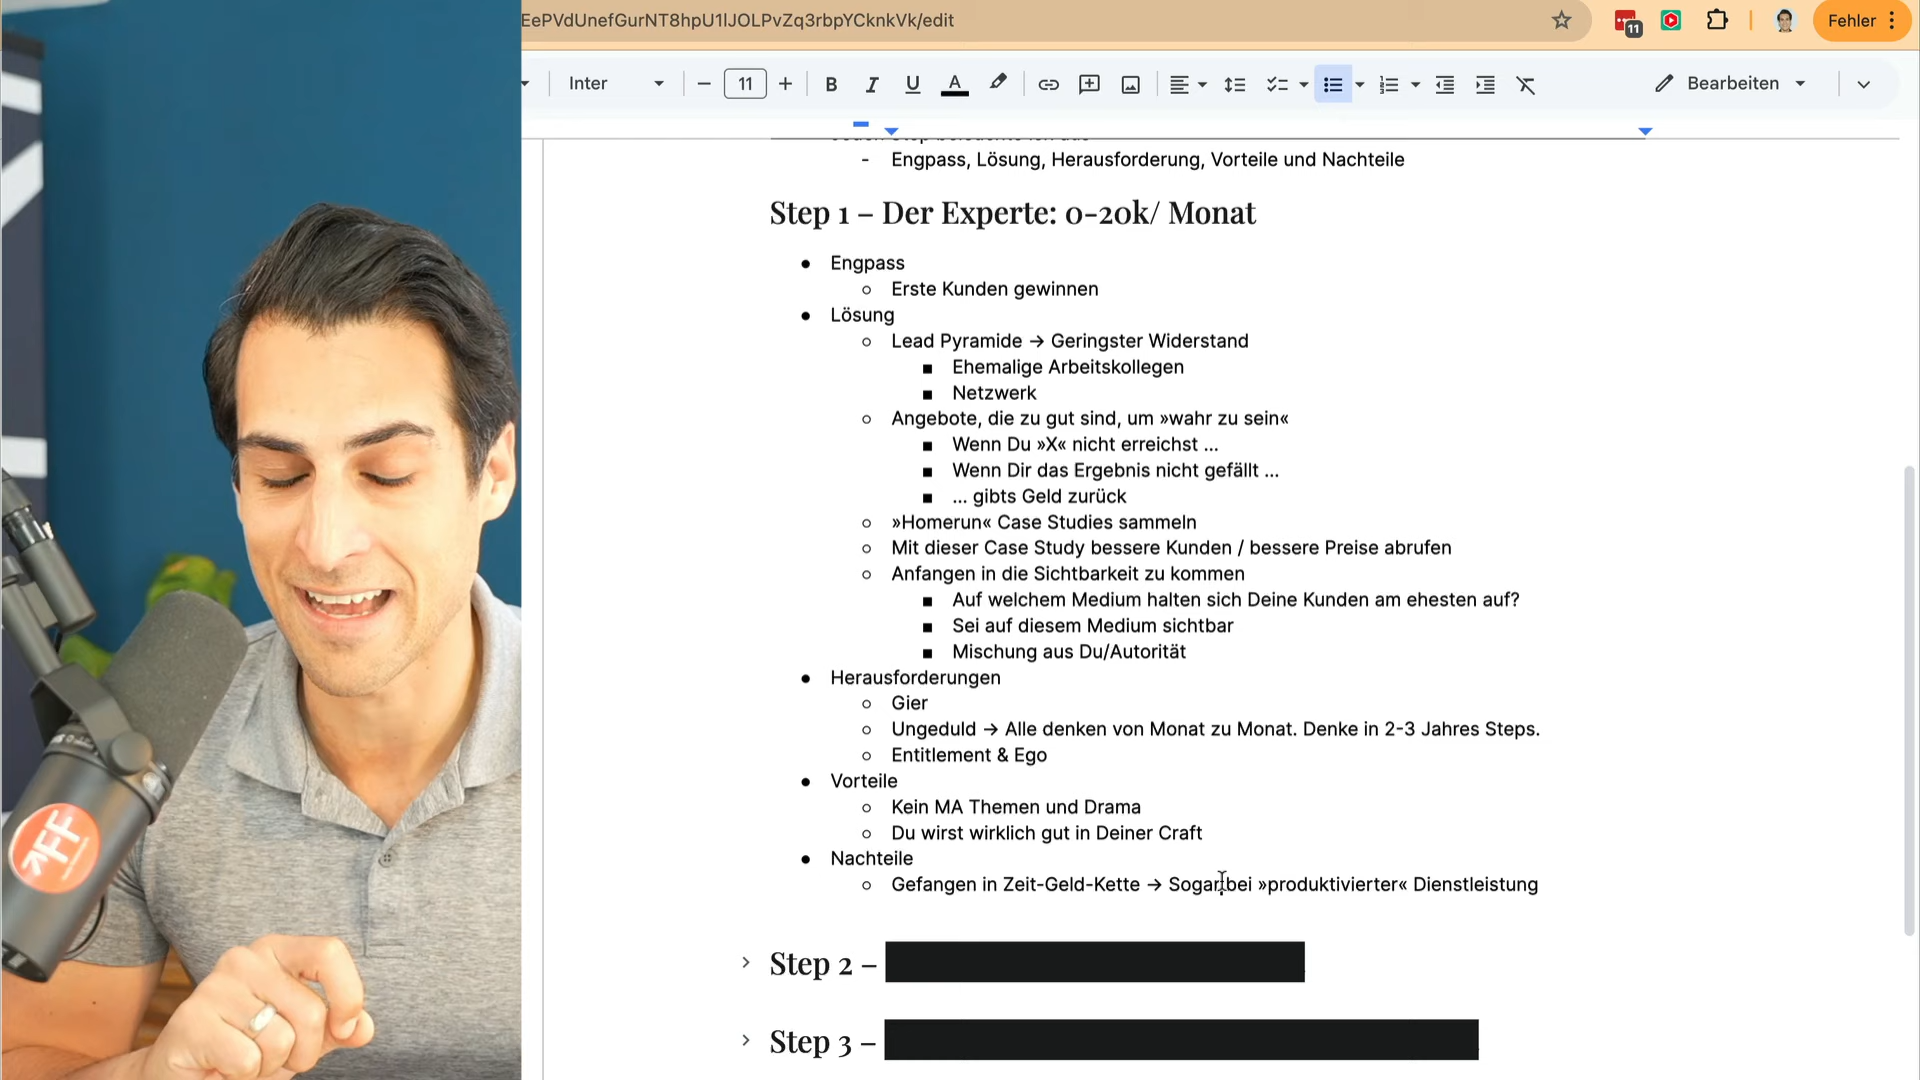 EePVdUnefGurNT8hpU1lJOLPvZq3rbpYCknkVk/edit
11
Fehler
Inter
11
B I U A
Bearbeiten
- Engpass, Lösung, Herausforderung, Vorteile und Nachteile
Step 1 – Der Experte: 0-20k/ Monat
● Engpass
○ Erste Kunden gewinnen
● Lösung
○ Lead Pyramide → Geringster Widerstand
■ Ehemalige Arbeitskollegen
■ Netzwerk
○ Angebote, die zu gut sind, um »wahr zu sein«
■ Wenn Du »X« nicht erreichst ...
■ Wenn Dir das Ergebnis nicht gefällt ...
■ ... gibts Geld zurück
○ »Homerun« Case Studies sammeln
○ Mit dieser Case Study bessere Kunden / bessere Preise abrufen
○ Anfangen in die Sichtbarkeit zu kommen
■ Auf welchem Medium halten sich Deine Kunden am ehesten auf?
■ Sei auf diesem Medium sichtbar
■ Mischung aus Du/Autorität
● Herausforderungen
○ Gier
○ Ungeduld → Alle denken von Monat zu Monat. Denke in 2-3 Jahres Steps.
○ Entitlement & Ego
● Vorteile
○ Kein MA Themen und Drama
○ Du wirst wirklich gut in Deiner Craft
● Nachteile
○ Gefangen in Zeit-Geld-Kette → Sogar bei »produktivierter« Dienstleistung
Step 2 –
Step 3 –
FF